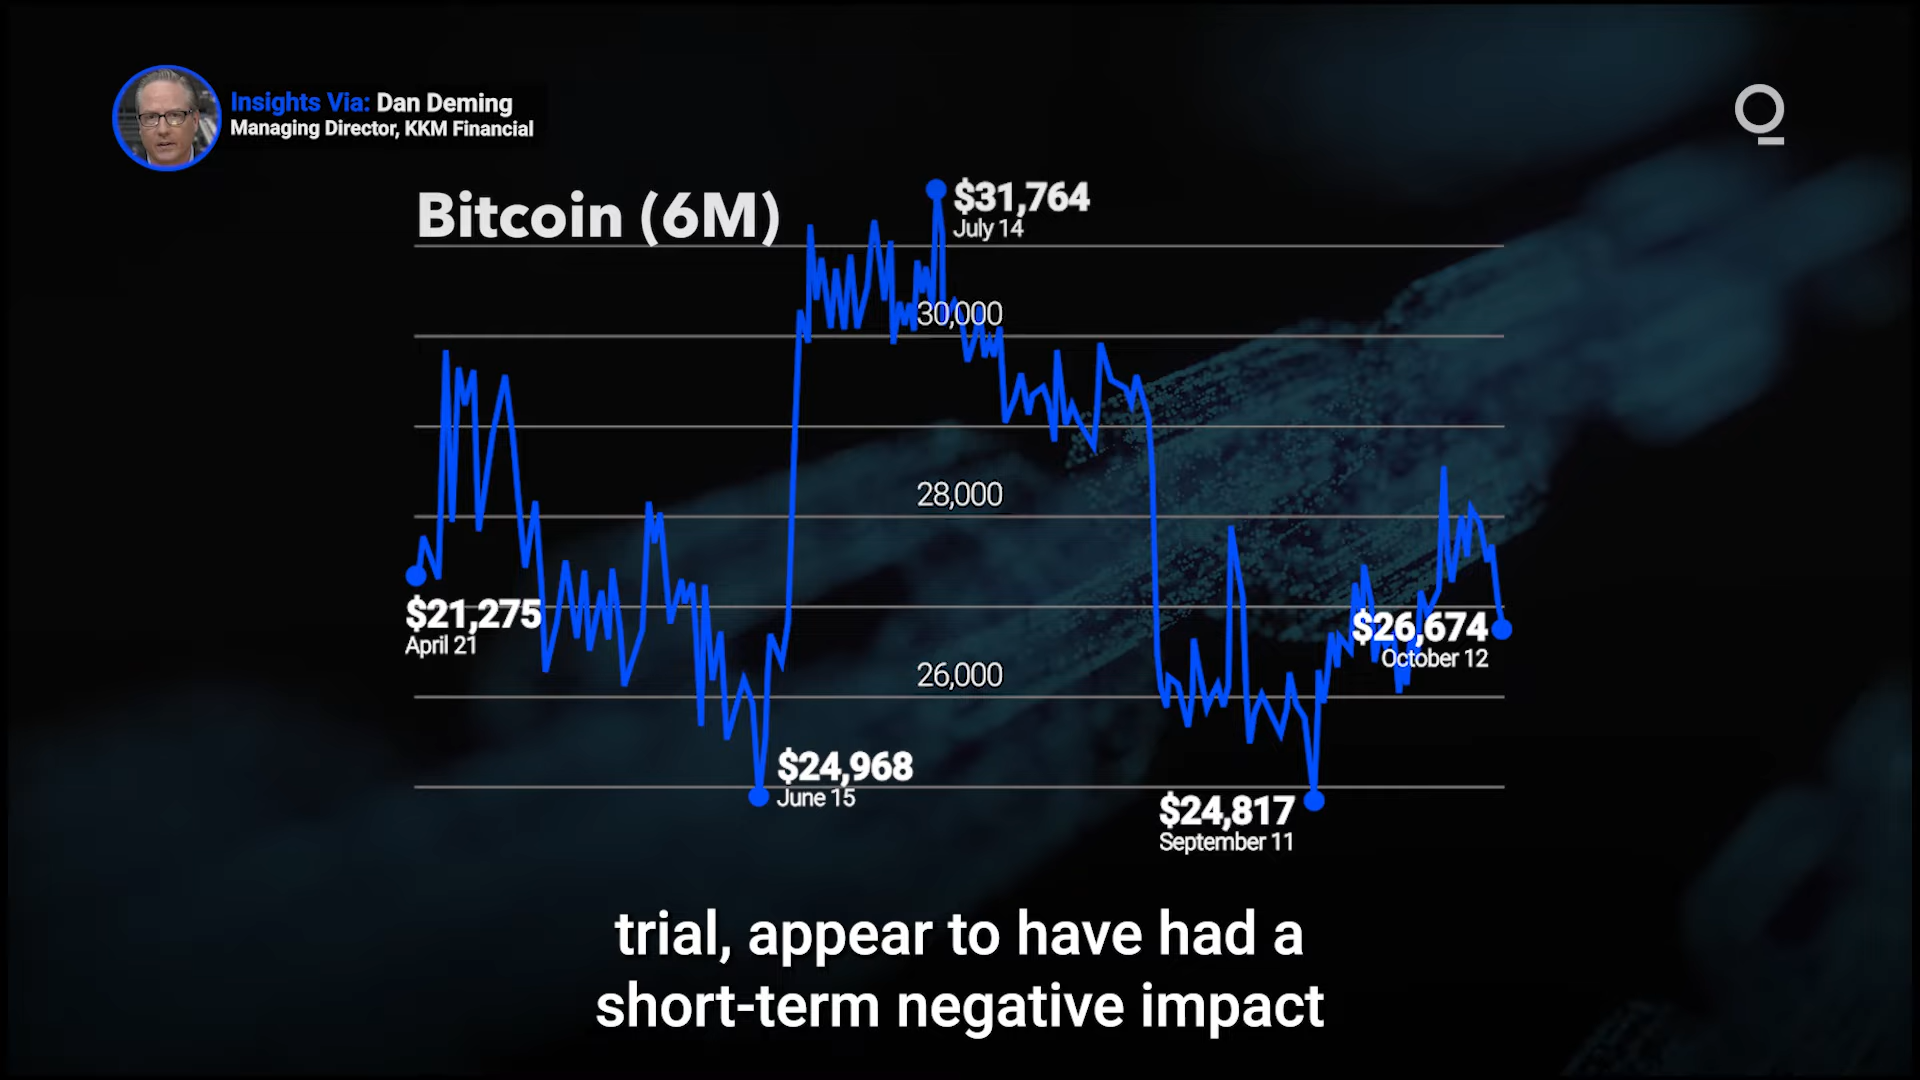 Insights Via: Dan Deming
Managing Director, KKM Financial
Bitcoin (6M)
$31,764
July 14
30,000
28,000
$21,275
April 21
$26,674
October 12
26,000
$24,968
June 15
$24,817
September 11
trial, appear to have had a
short-term negative impact